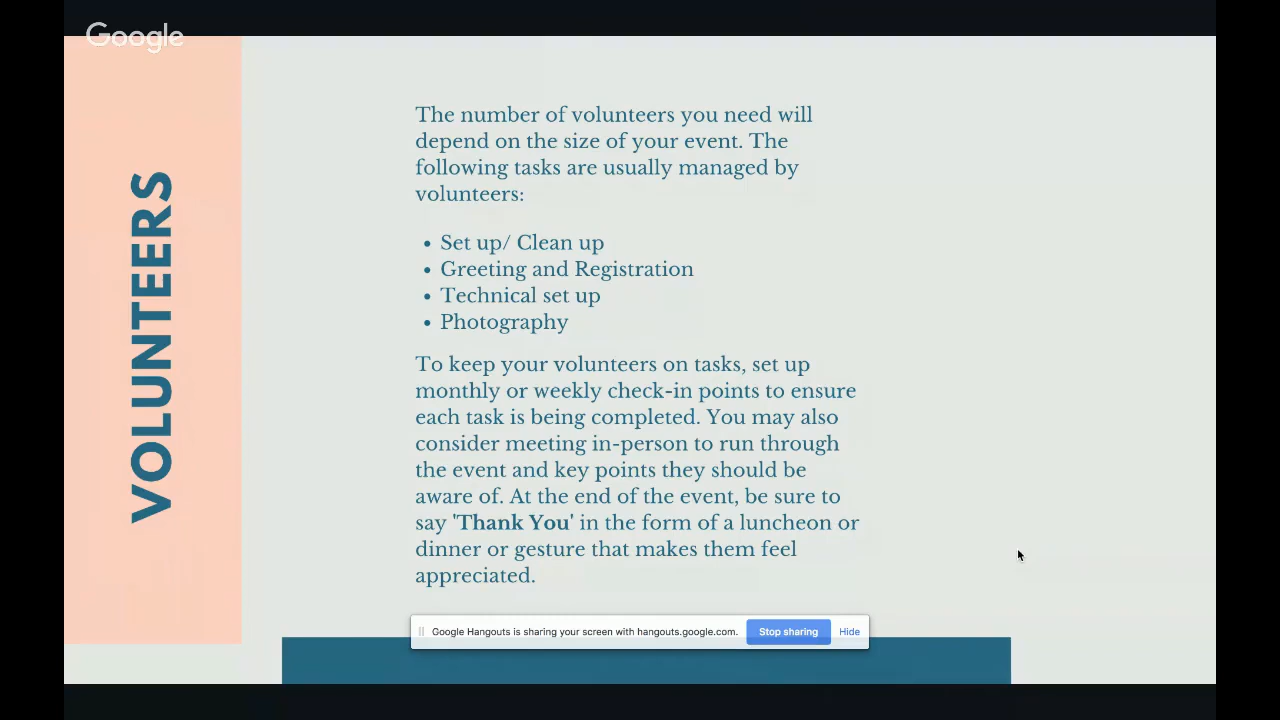 Google
VOLUNTEERS
The number of volunteers you need will
depend on the size of your event. The
following tasks are usually managed by
volunteers:
• Set up/ Clean up
• Greeting and Registration
• Technical set up
• Photography
To keep your volunteers on tasks, set up
monthly or weekly check-in points to ensure
each task is being completed. You may also
consider meeting in-person to run through
the event and key points they should be
aware of. At the end of the event, be sure to
say 'Thank You' in the form of a luncheon or
dinner or gesture that makes them feel
appreciated.
Google Hangouts is sharing your screen with hangouts.google.com. Stop sharing Hide